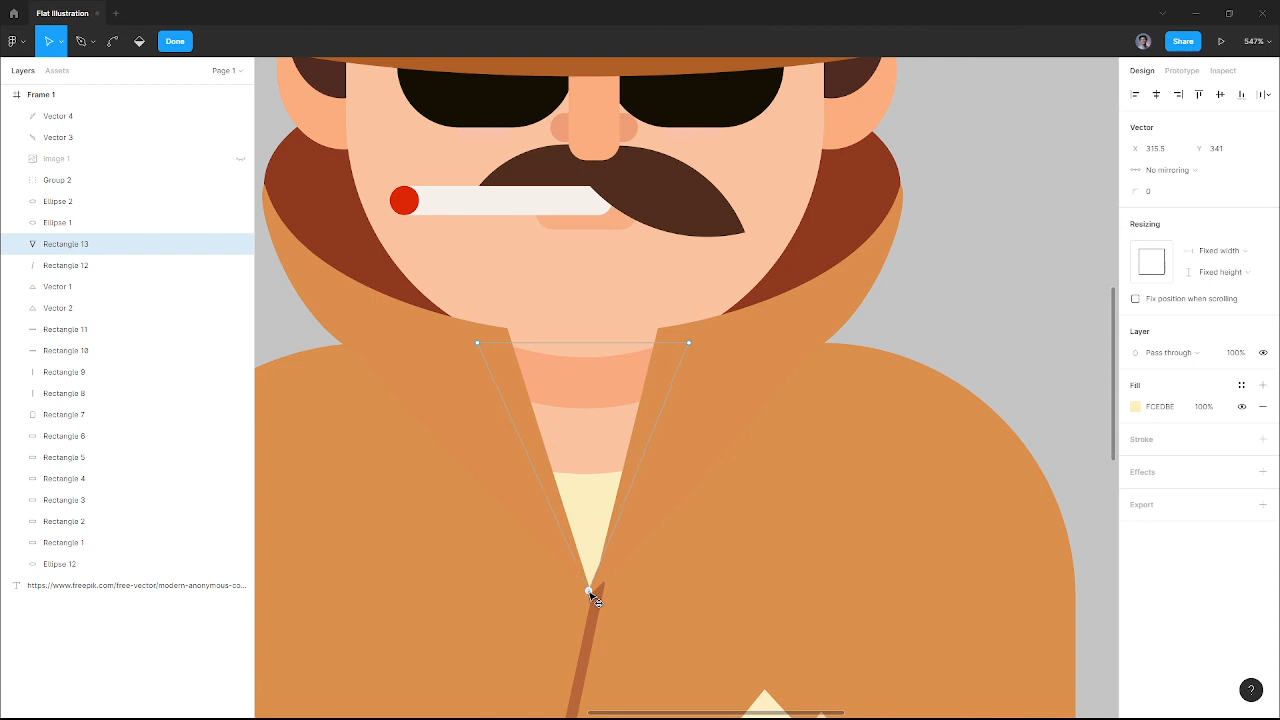 Flat Illustration
Done
Share
547%
Layers
Assets
Page 1
Design
Prototype
Inspect
Frame 1
Vector 4
Vector 3
image 1
Group 2
Ellipse 2
Ellipse 1
Rectangle 13
Rectangle 12
Vector 1
Vector 2
Rectangle 11
Rectangle 10
Rectangle 9
Rectangle 8
Rectangle 7
Rectangle 6
Rectangle 5
Rectangle 4
Rectangle 3
Rectangle 2
Rectangle 1
Ellipse 12
https://www.freepik.com/free-vector/modern-anonymous-co...
Vector
X 315.5 Y 341
No mirroring
0
Resizing
Fixed width
Fixed height
Fix position when scrolling
Layer
Pass through 100%
Fill
FCEDBE 100%
Stroke
Effects
Export
?